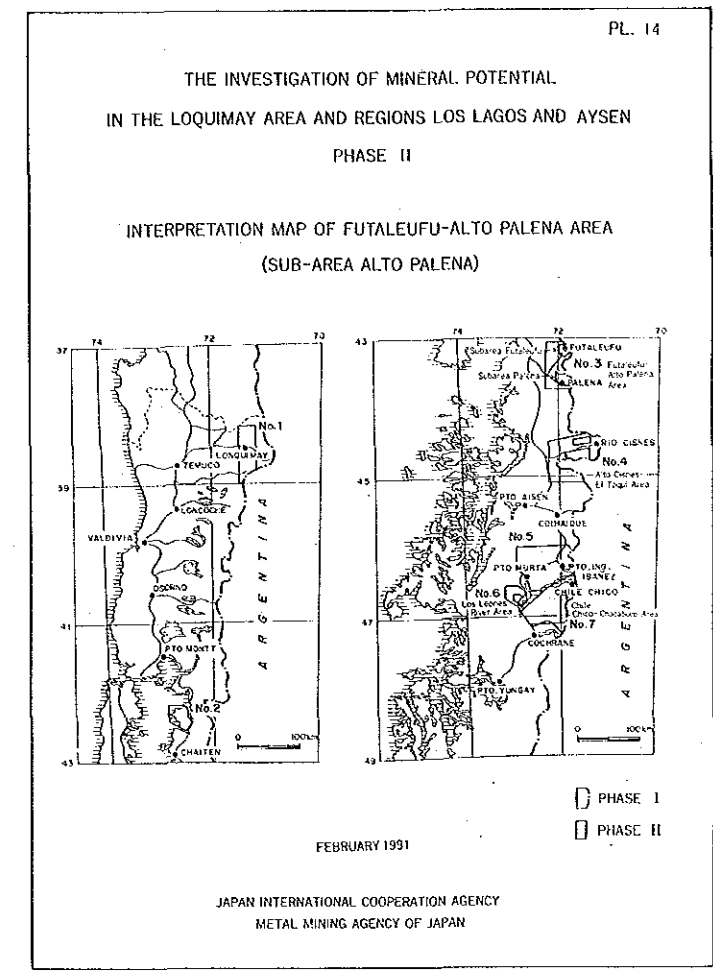 PL. 14
THE INVESTIGATION OF MINERAL POTENTIAL
IN THE LOQUIMAY AREA AND REGIONS LOS LAGOS AND AYSEN
PHASE II
INTERPRETATION MAP OF FUTALEUFU-ALTO PALENA AREA
(SUB-AREA ALTO PALENA)
74
72
70
37
No.1
LONQUIMAY
TEMUCO
39
LONCOCHE
VALDIVIA
OSORNO
41
PTO MONTT
ARGENTINA
No.2
CHAITEN
43
0 100km
74
72
70
43
Subarea Futaleufu
FUTALEUFU
No.3 Futaleufu
Alto Palena
Area
Subarea Palena
PALENA
RIO CISNES
No.4
Alto Cisnes-
El Toqui Area
45
PTO AISEN
COIHAIQUE
No.5
PTO MURTA
PTO. ING.
IBANEZ
CHILE CHICO
No.6
Los Leones
River Area
Chile
Chico-Chacabuco Area
No.7
47
COCHRANE
PTO. YUNGAY
ARGENTINA
49
0 100km
PHASE I
PHASE II
FEBRUARY 1991
JAPAN INTERNATIONAL COOPERATION AGENCY
METAL MINING AGENCY OF JAPAN